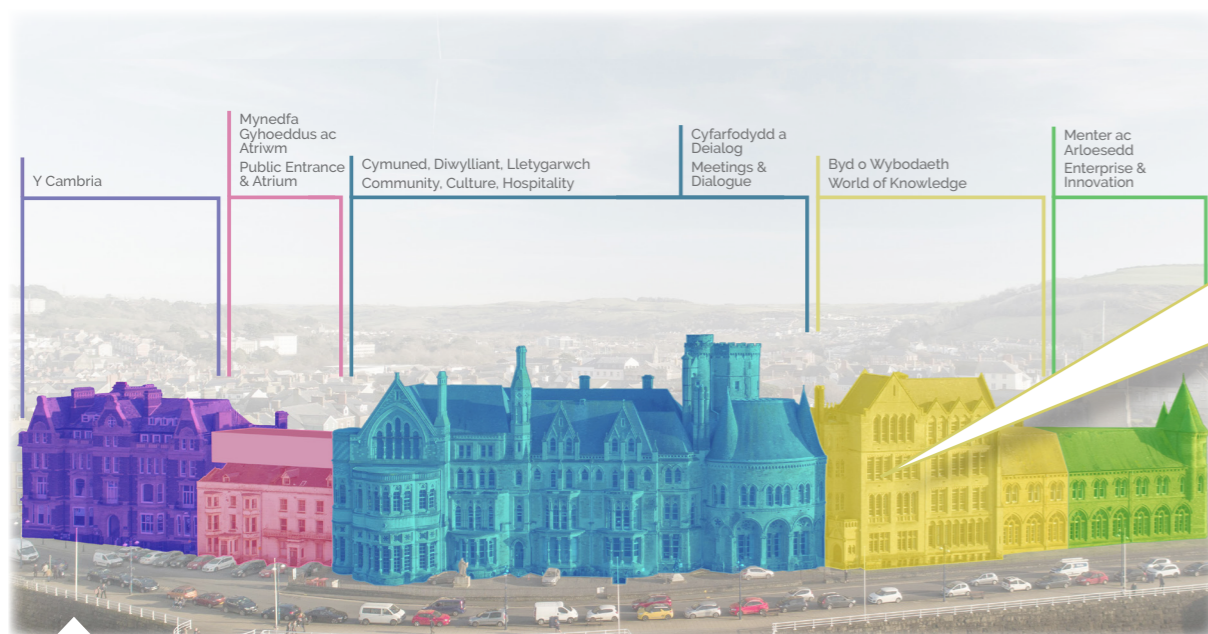 Y Cambria
Mynedfa
Gyhoeddus ac
Atriwm
Public Entrance
& Atrium
Cymuned, Diwylliant, Lletygarwch
Community, Culture, Hospitality
Cyfarfodydd a
Deialog
Meetings &
Dialogue
Byd o Wybodaeth
World of Knowledge
Menter ac
Arloesedd
Enterprise &
Innovation